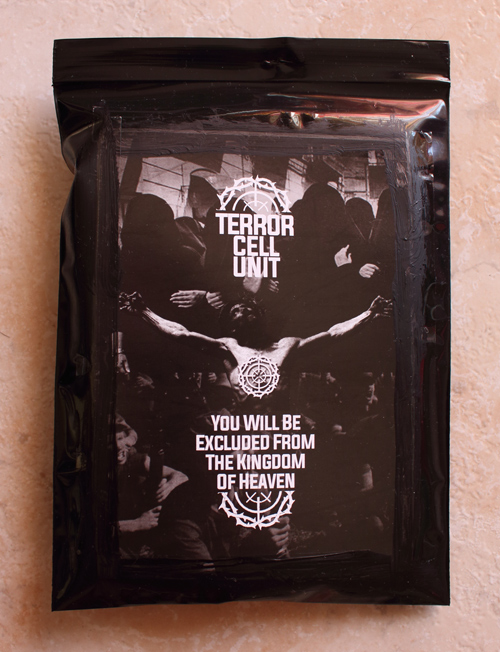 TERROR
CELL
UNIT
YOU WILL BE
EXCLUDED FROM
THE KINGDOM
OF HEAVEN